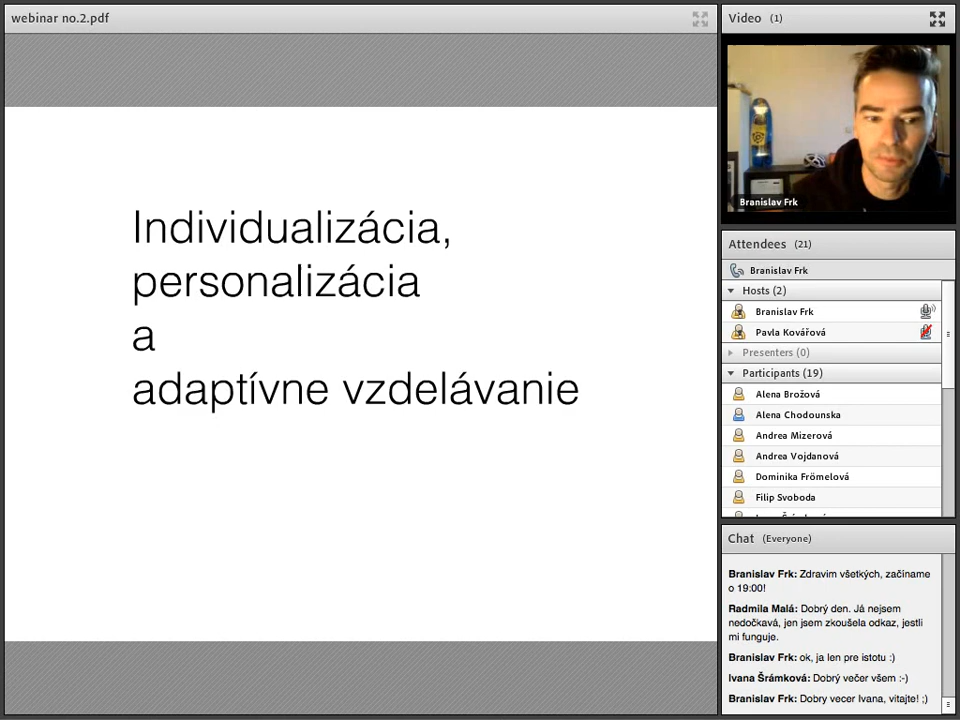 webinar no.2.pdf
Individualizácia,
personalizácia
a
adaptívne vzdelávanie
Video (1)
Branislav Frk
Attendees (21)
Branislav Frk
Hosts (2)
Branislav Frk
Pavla Kovářová
Presenters (0)
Participants (19)
Alena Brožová
Alena Chodounska
Andrea Mizerová
Andrea Vojdanová
Dominika Frömelová
Filip Svoboda
Chat (Everyone)
Branislav Frk: Zdravim všetkých, začíname
o 19:00!
Radmila Malá: Dobrý den. Já nejsem
nedočkavá, jen jsem zkoušela odkaz, jestli
mi funguje.
Branislav Frk: ok, ja len pre istotu :)
Ivana Šrámková: Dobrý večer všem :-)
Branislav Frk: Dobry vecer Ivana, vitajte! ;)